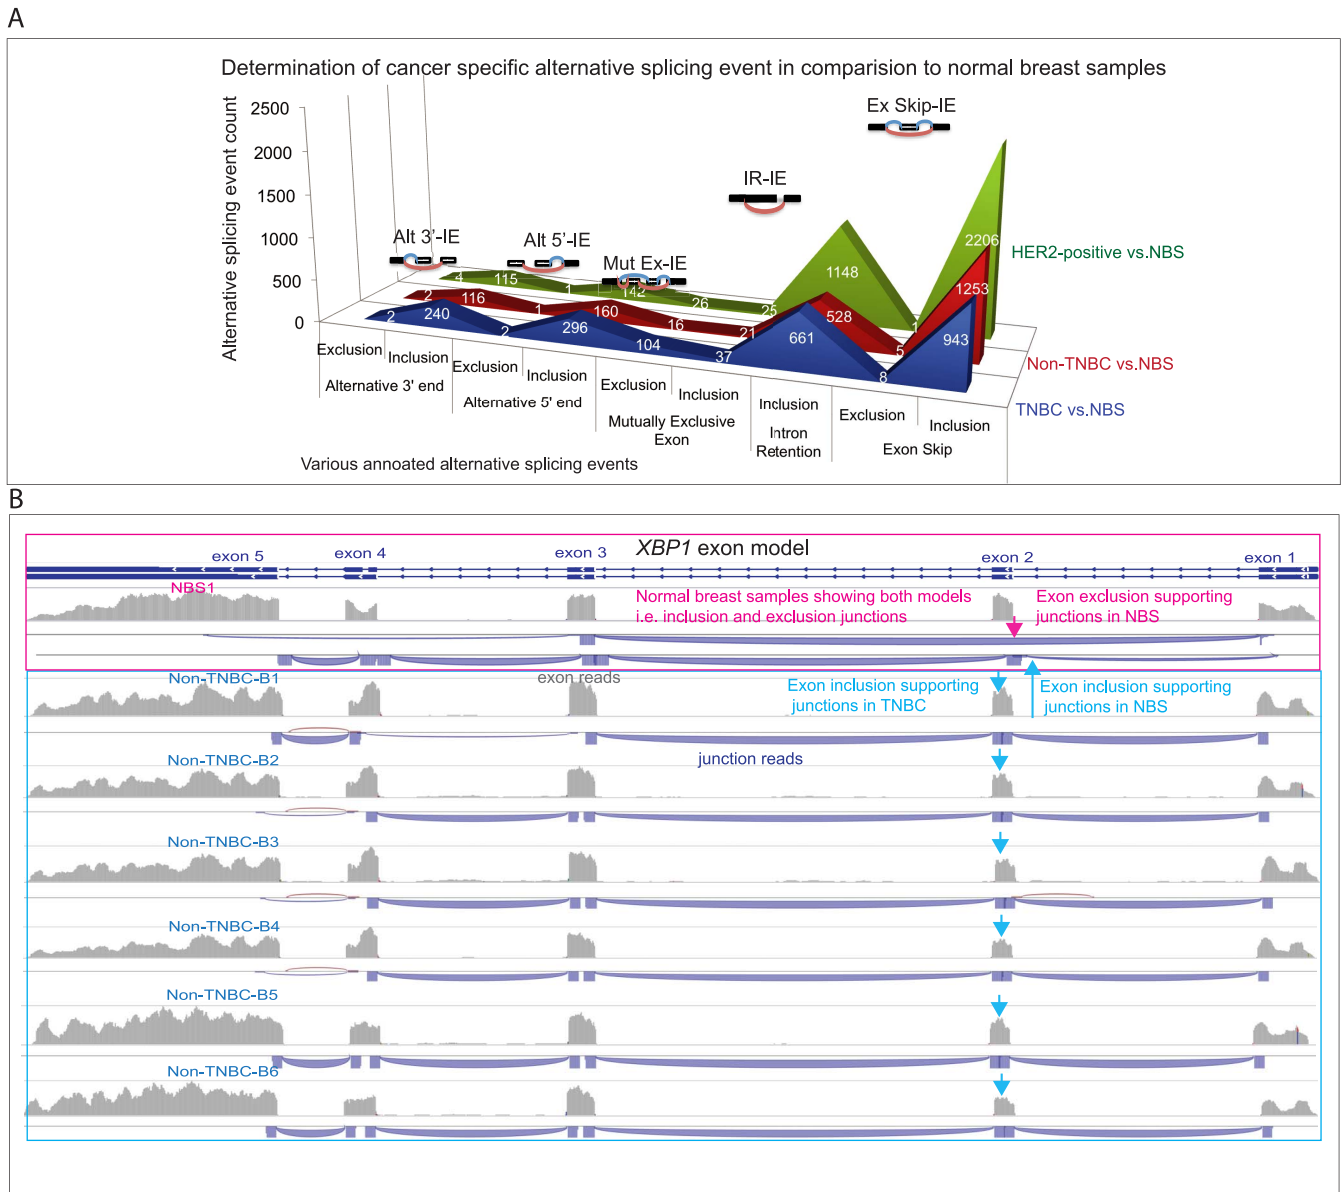 A
Determination of cancer specific alternative splicing event in comparision to normal breast samples
Alternative splicing event count
2500
2000
1500
1000
500
0
Ex Skip-IE
IR-IE
Alt 3'-IE
Alt 5'-IE
Mut Ex-IE
4 115 1 142 26 25 1148 1 2206
HER2-positive vs.NBS
2 116 1 160 16 21 528 5 1253
Non-TNBC vs.NBS
2 240 2 296 104 37 661 8 943
TNBC vs.NBS
Exclusion Inclusion Exclusion Inclusion Exclusion Inclusion Inclusion Exclusion Inclusion
Alternative 3' end
Alternative 5' end
Mutually Exclusive
Exon
Intron
Retention
Exon Skip
Various annoated alternative splicing events
B
XBP1 exon model
exon 5 exon 4 exon 3 exon 2 exon 1
NBS1
Normal breast samples showing both models
i.e. inclusion and exclusion junctions
Exon exclusion supporting
junctions in NBS
Non-TNBC-B1
exon reads
Exon inclusion supporting
junctions in TNBC
Exon inclusion supporting
junctions in NBS
junction reads
Non-TNBC-B2
Non-TNBC-B3
Non-TNBC-B4
Non-TNBC-B5
Non-TNBC-B6